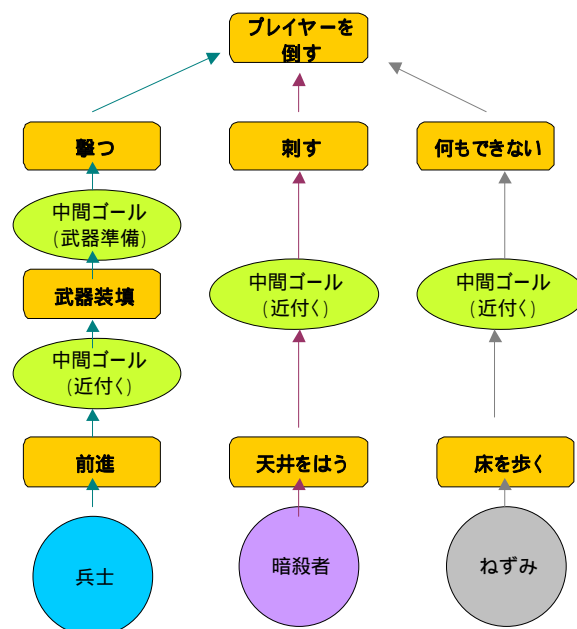 プレイヤーを
倒す
撃つ
刺す
何もできない
中間ゴール
(武器準備)
武器装填
中間ゴール
(近付く)
中間ゴール
(近付く)
中間ゴール
(近付く)
前進
天井をはう
床を歩く
兵士
暗殺者
ねずみ